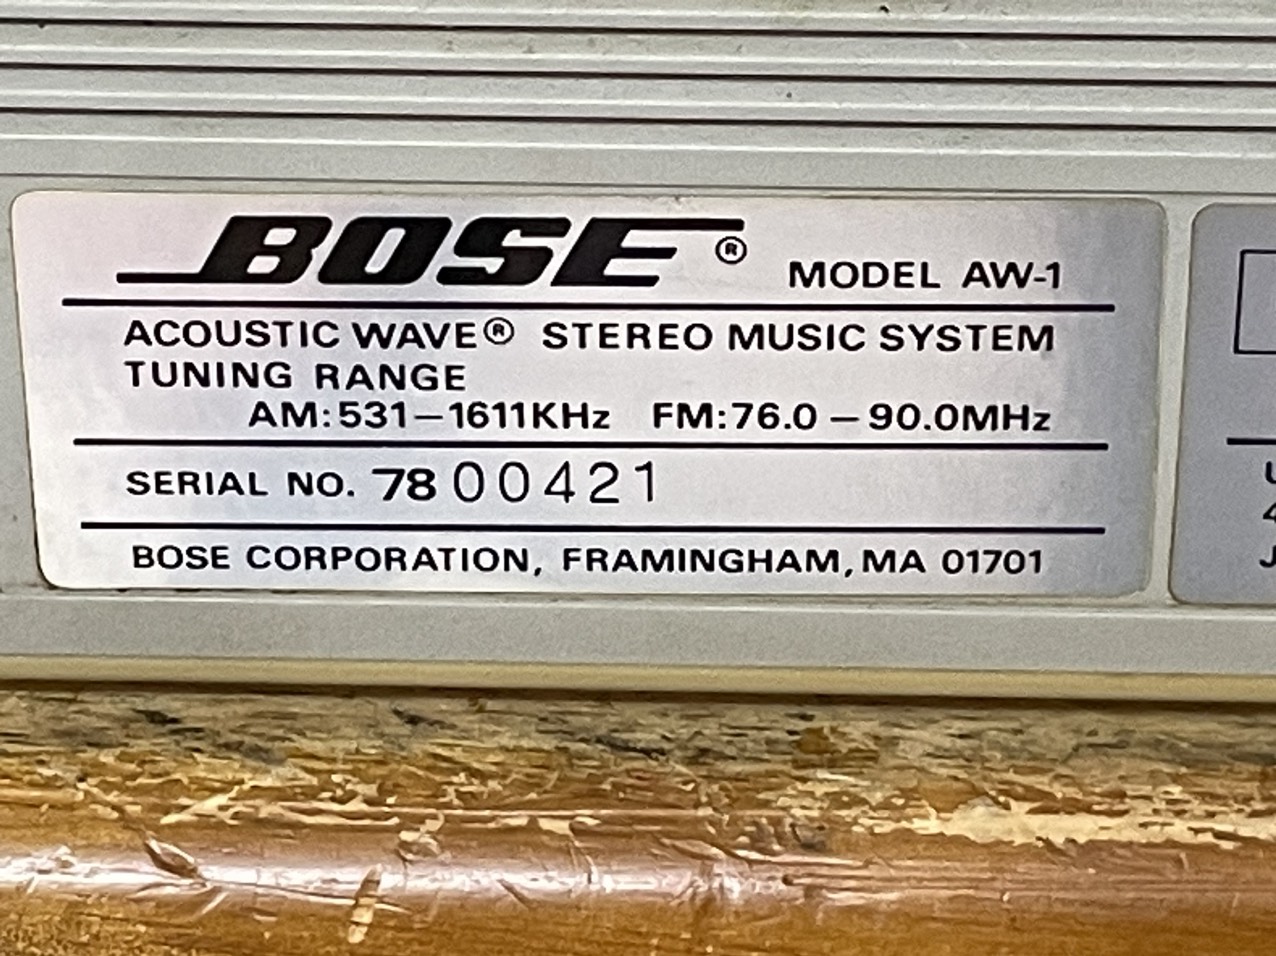 BOSE® MODEL AW-1
ACOUSTIC WAVE® STEREO MUSIC SYSTEM
TUNING RANGE
AM:531–1611KHz FM:76.0 – 90.0MHz
SERIAL NO. 7800421
BOSE CORPORATION, FRAMINGHAM, MA 01701